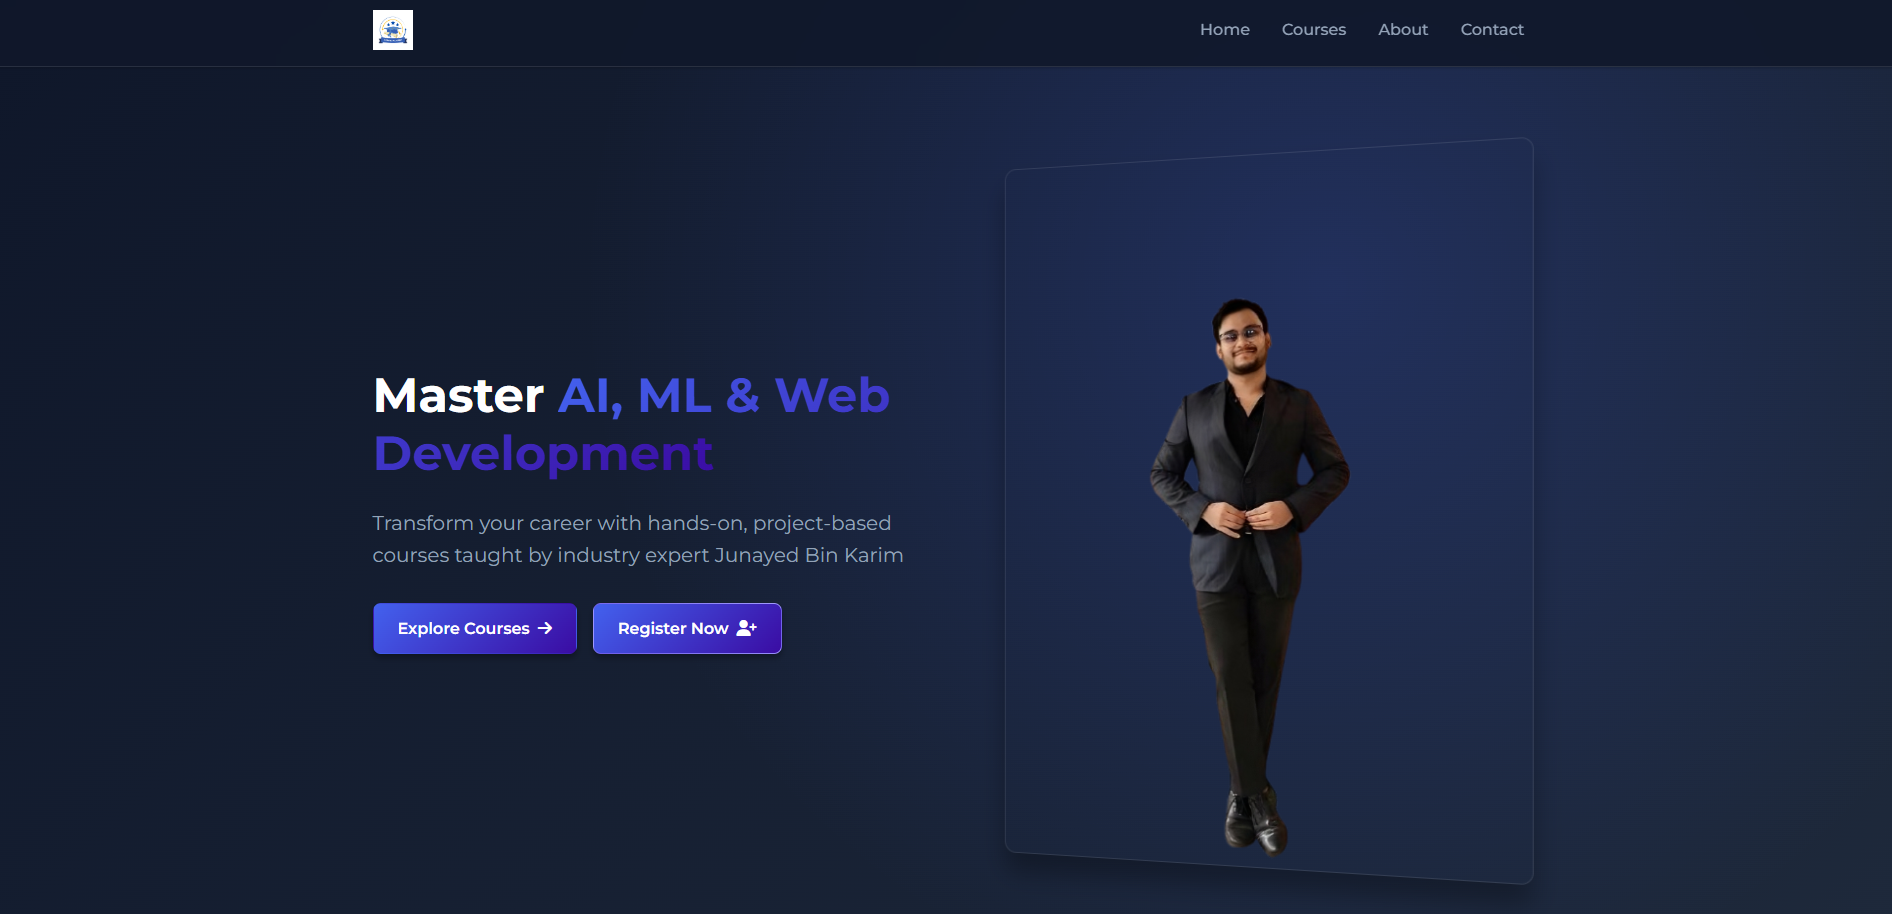 Home Courses About Contact
Master AI, ML & Web
Development
Transform your career with hands-on, project-based
courses taught by industry expert Junayed Bin Karim
Explore Courses
Register Now